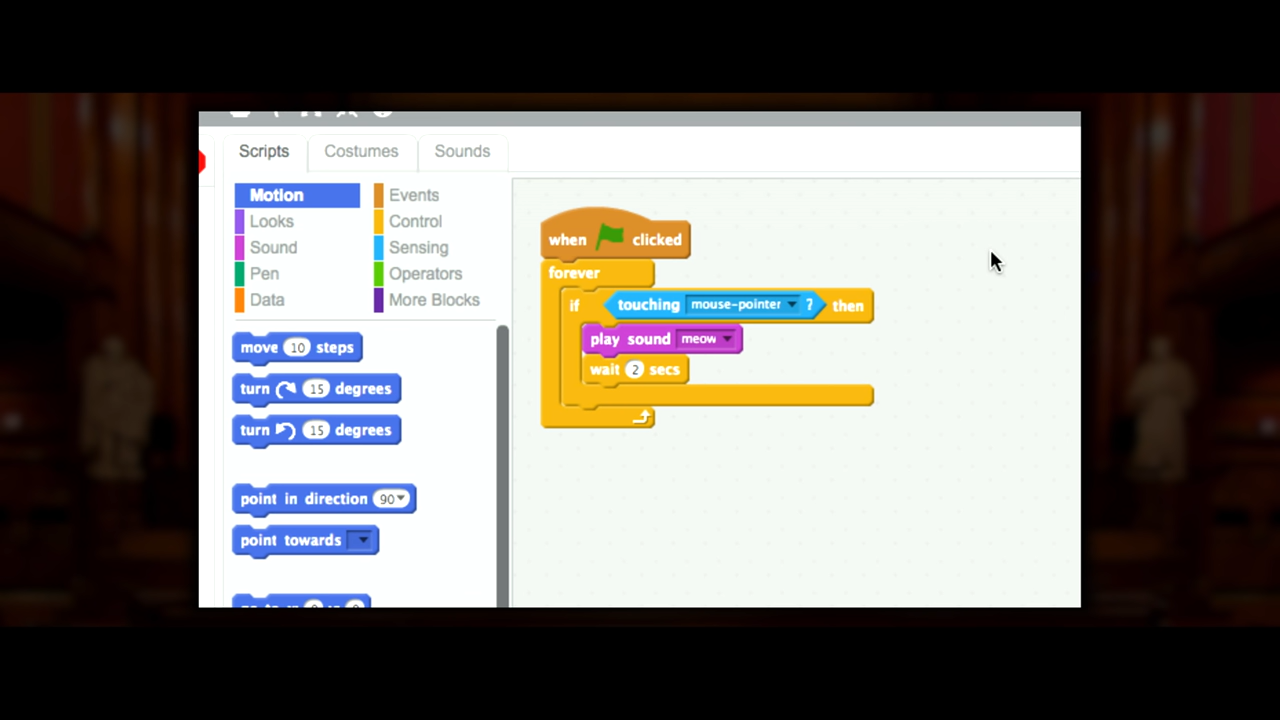 Scripts Costumes Sounds
Motion Events
Looks Control
Sound Sensing
Pen Operators
Data More Blocks
move 10 steps
turn 15 degrees
turn 15 degrees
point in direction 90
point towards
when clicked
forever
if touching mouse-pointer ? then
play sound meow
wait 2 secs